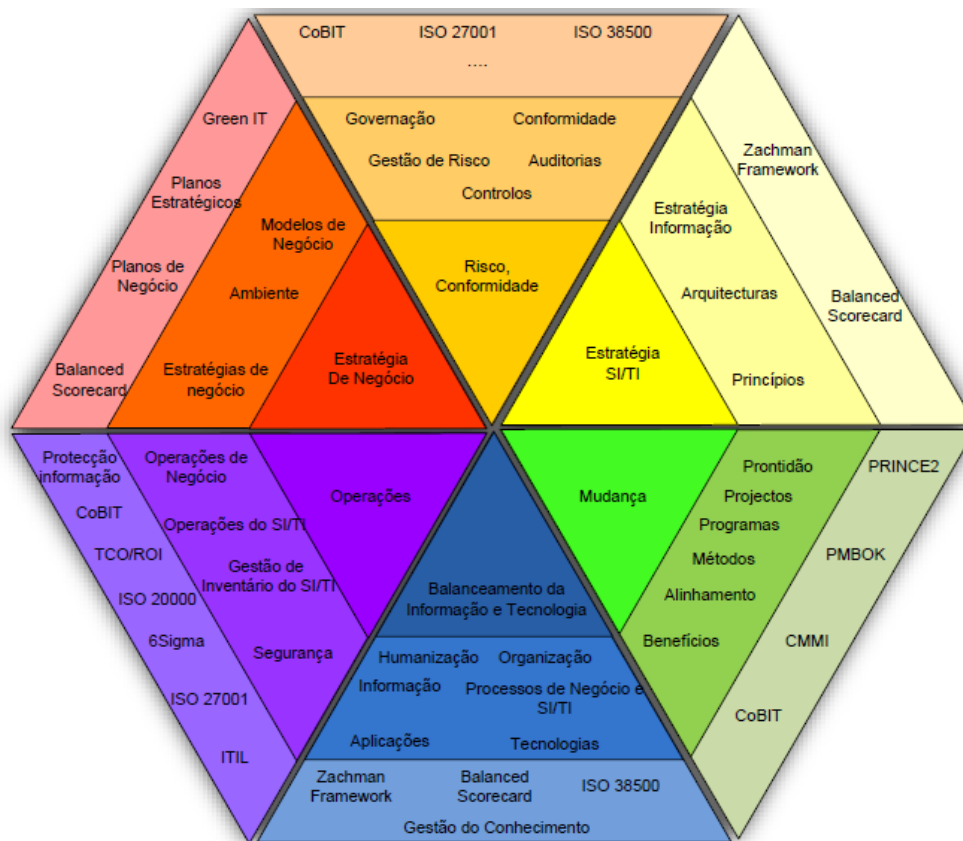 CoBIT
ISO 27001
ISO 38500
....
Governação
Conformidade
Gestão de Risco
Auditorias
Controlos
Risco,
Conformidade
Green IT
Planos
Estratégicos
Planos de
Negócio
Balanced
Scorecard
Modelos de
Negócio
Ambiente
Estratégias de
negócio
Estratégia
De Negócio
Estratégia
SI/TI
Estratégia
Informação
Arquitecturas
Princípios
Zachman
Framework
Balanced
Scorecard
Protecção
informação
CoBIT
TCO/ROI
ISO 20000
6Sigma
ISO 27001
ITIL
Operações de
Negócio
Operações do SI/TI
Gestão de
Inventário do SI/TI
Segurança
Operações
Balanceamento da
Informação e Tecnologia
Humanização
Organização
Informação
Processos de Negócio e
SI/TI
Aplicações
Tecnologias
Zachman
Framework
Balanced
Scorecard
ISO 38500
Gestão do Conhecimento
Mudança
Prontidão
Projectos
Programas
Métodos
Alinhamento
Benefícios
PRINCE2
PMBOK
CMMI
CoBIT